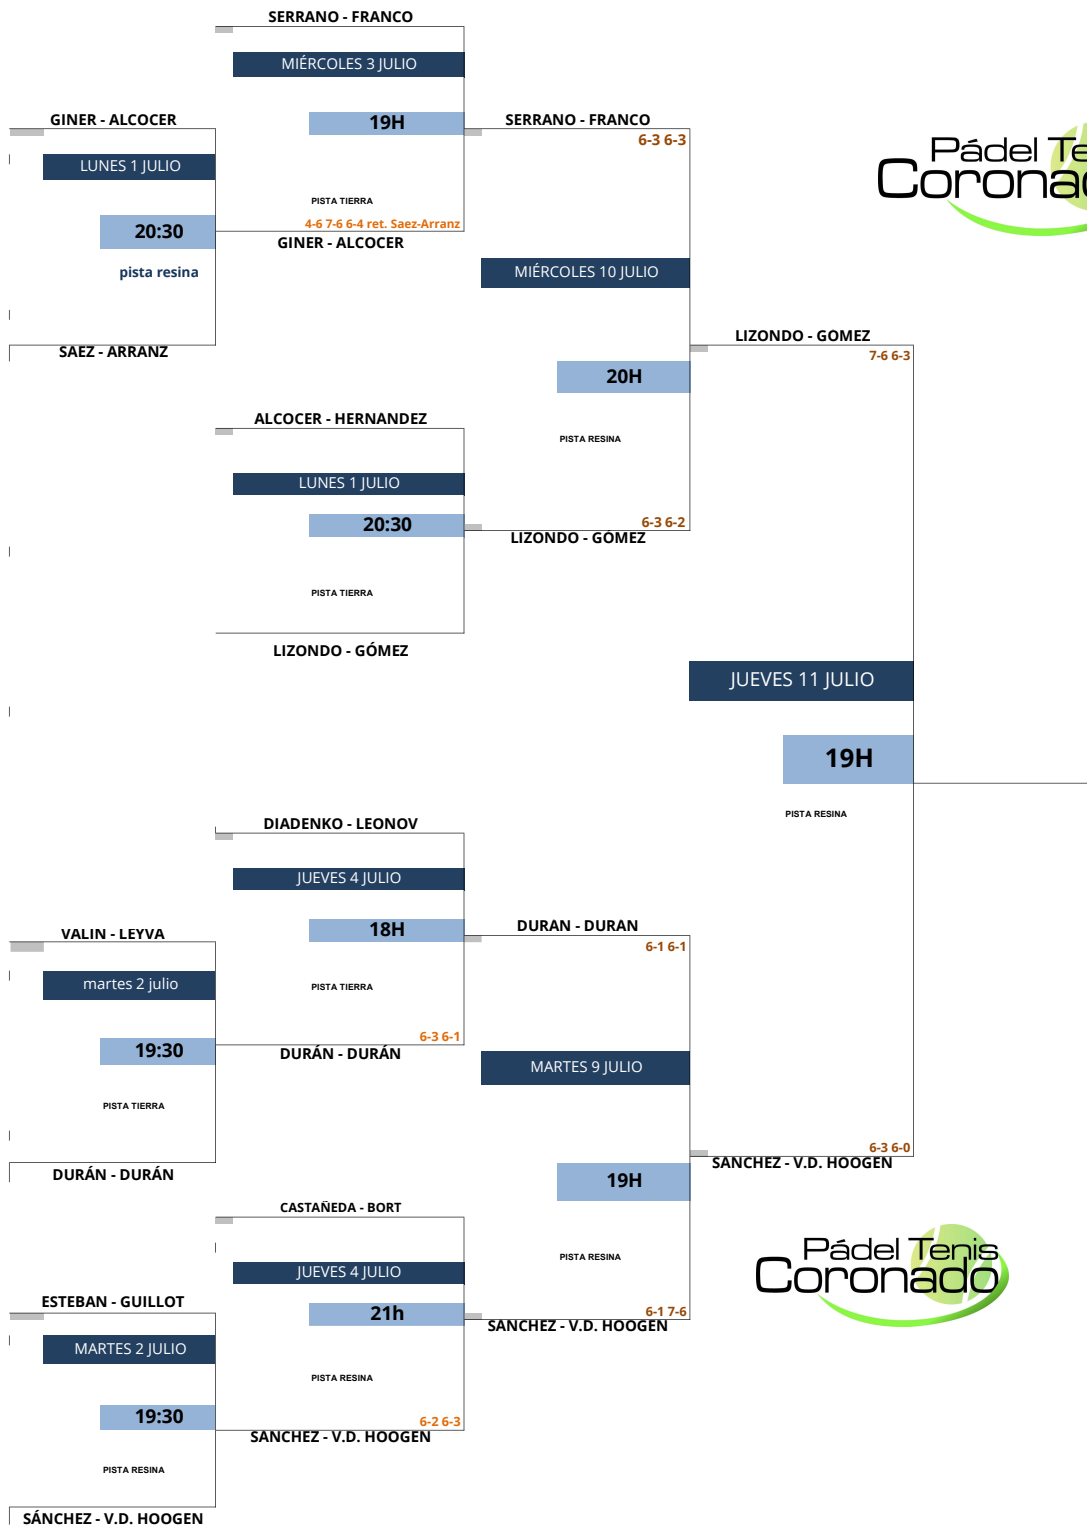 SERRANO - FRANCO
MIÉRCOLES 3 JULIO
19H
GINER - ALCOCER
SERRANO - FRANCO
6-3 6-3
LUNES 1 JULIO
20:30
pista resina
PISTA TIERRA
4-6 7-6 6-4 ret. Saez-Arranz
GINER - ALCOCER
MIÉRCOLES 10 JULIO
SAEZ - ARRANZ
LIZONDO - GOMEZ
7-6 6-3
20H
PISTA RESINA
ALCOCER - HERNANDEZ
LUNES 1 JULIO
20:30
6-3 6-2
LIZONDO - GÓMEZ
PISTA TIERRA
LIZONDO - GÓMEZ
JUEVES 11 JULIO
19H
PISTA RESINA
DIADENKO - LEONOV
JUEVES 4 JULIO
18H
VALIN - LEYVA
DURAN - DURAN
6-1 6-1
martes 2 julio
19:30
PISTA TIERRA
PISTA TIERRA
6-3 6-1
DURÁN - DURÁN
MARTES 9 JULIO
DURÁN - DURÁN
6-3 6-0
SANCHEZ - V.D. HOOGEN
19H
PISTA RESINA
CASTAÑEDA - BORT
JUEVES 4 JULIO
21h
ESTEBAN - GUILLOT
6-1 7-6
SANCHEZ - V.D. HOOGEN
MARTES 2 JULIO
19:30
PISTA RESINA
PISTA RESINA
6-2 6-3
SANCHEZ - V.D. HOOGEN
SÁNCHEZ - V.D. HOOGEN
Pádel Tenis
Coronado
Pádel